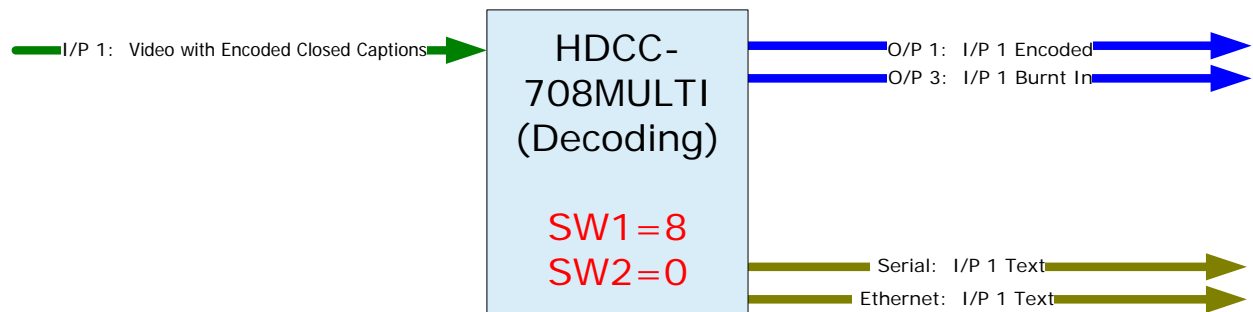 I/P 1: Video with Encoded Closed Captions
HDCC-
708MULTI
(Decoding)
SW1=8
SW2=0
O/P 1: I/P 1 Encoded
O/P 3: I/P 1 Burnt In
Serial: I/P 1 Text
Ethernet: I/P 1 Text